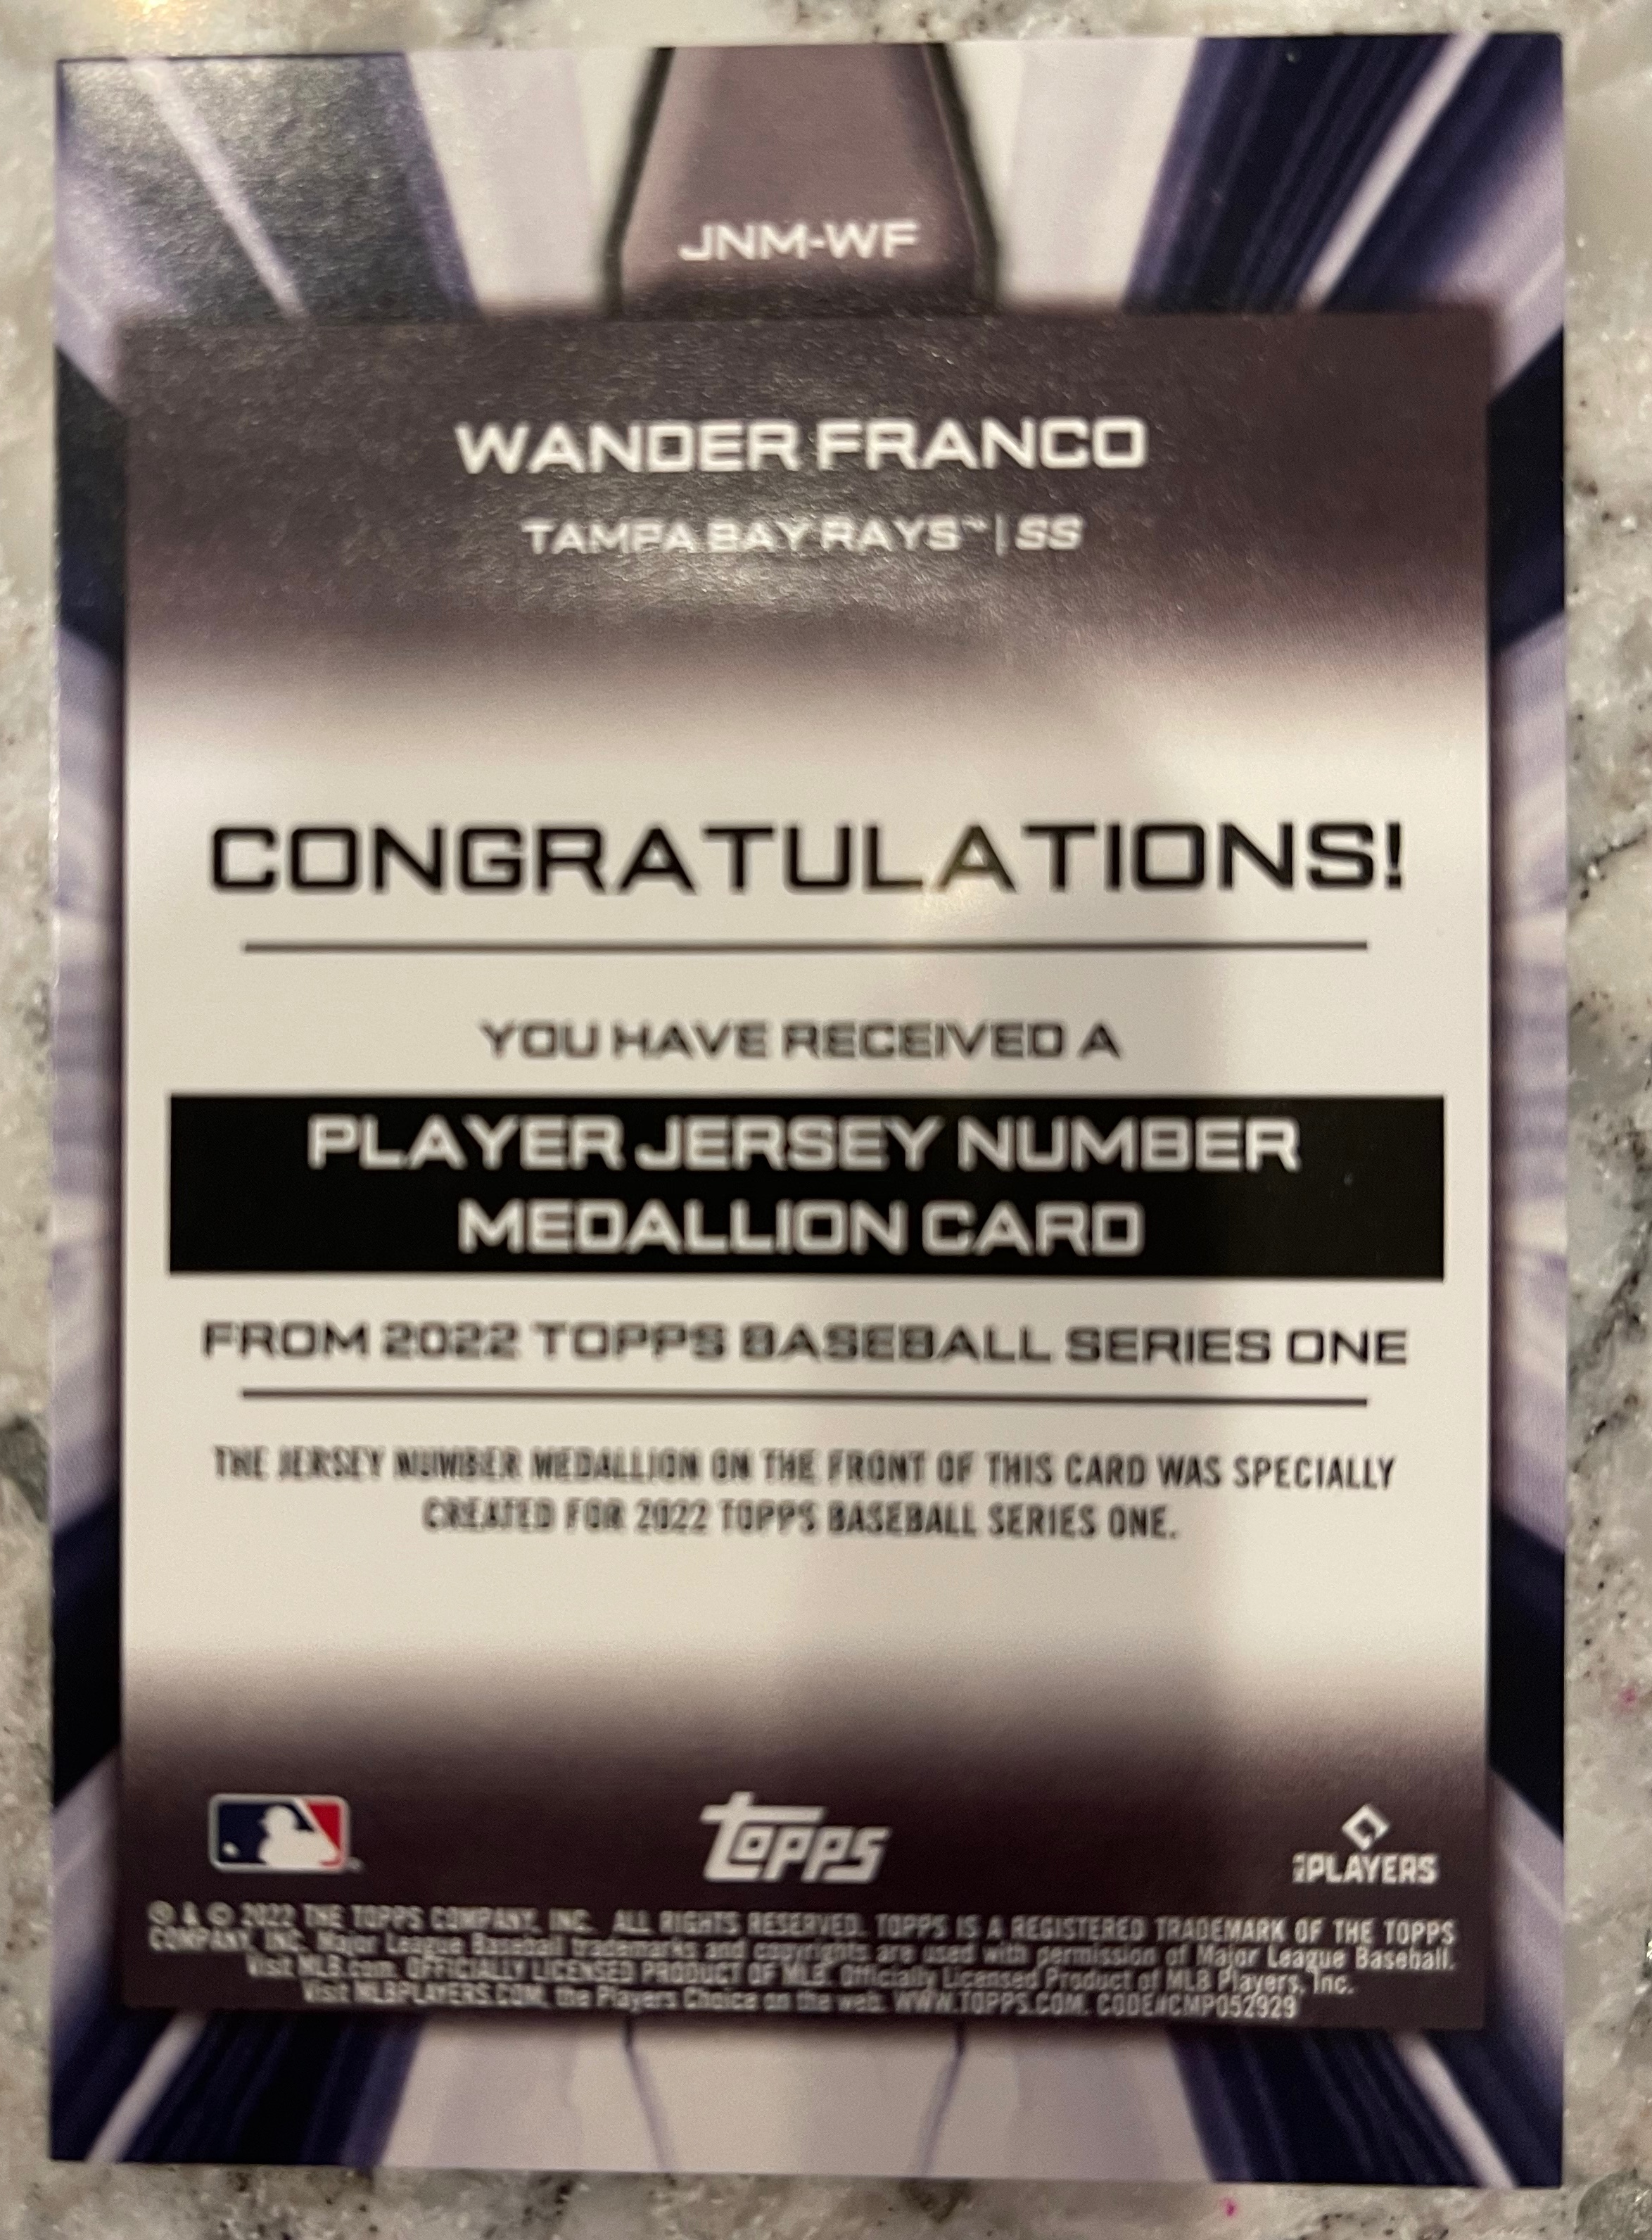 JNM-WF
WANDER FRANCO
TAMPA BAY RAYS™ | SS
CONGRATULATIONS!
YOU HAVE RECEIVED A
PLAYER JERSEY NUMBER
MEDALLION CARD
FROM 2022 TOPPS BASEBALL SERIES ONE
THE JERSEY NUMBER MEDALLION ON THE FRONT OF THIS CARD WAS SPECIALLY
CREATED FOR 2022 TOPPS BASEBALL SERIES ONE.
topps
PLAYERS
® & © 2022 THE TOPPS COMPANY, INC. ALL RIGHTS RESERVED. TOPPS IS A REGISTERED TRADEMARK OF THE TOPPS
COMPANY, INC. Major League Baseball trademarks and copyrights are used with permission of Major League Baseball.
Visit MLB.com. OFFICIALLY LICENSED PRODUCT OF MLB. Officially Licensed Product of MLB Players, Inc.
Visit MLBPLAYERS.COM, the Players Choice on the web. WWW.TOPPS.COM. CODE#CMP052929